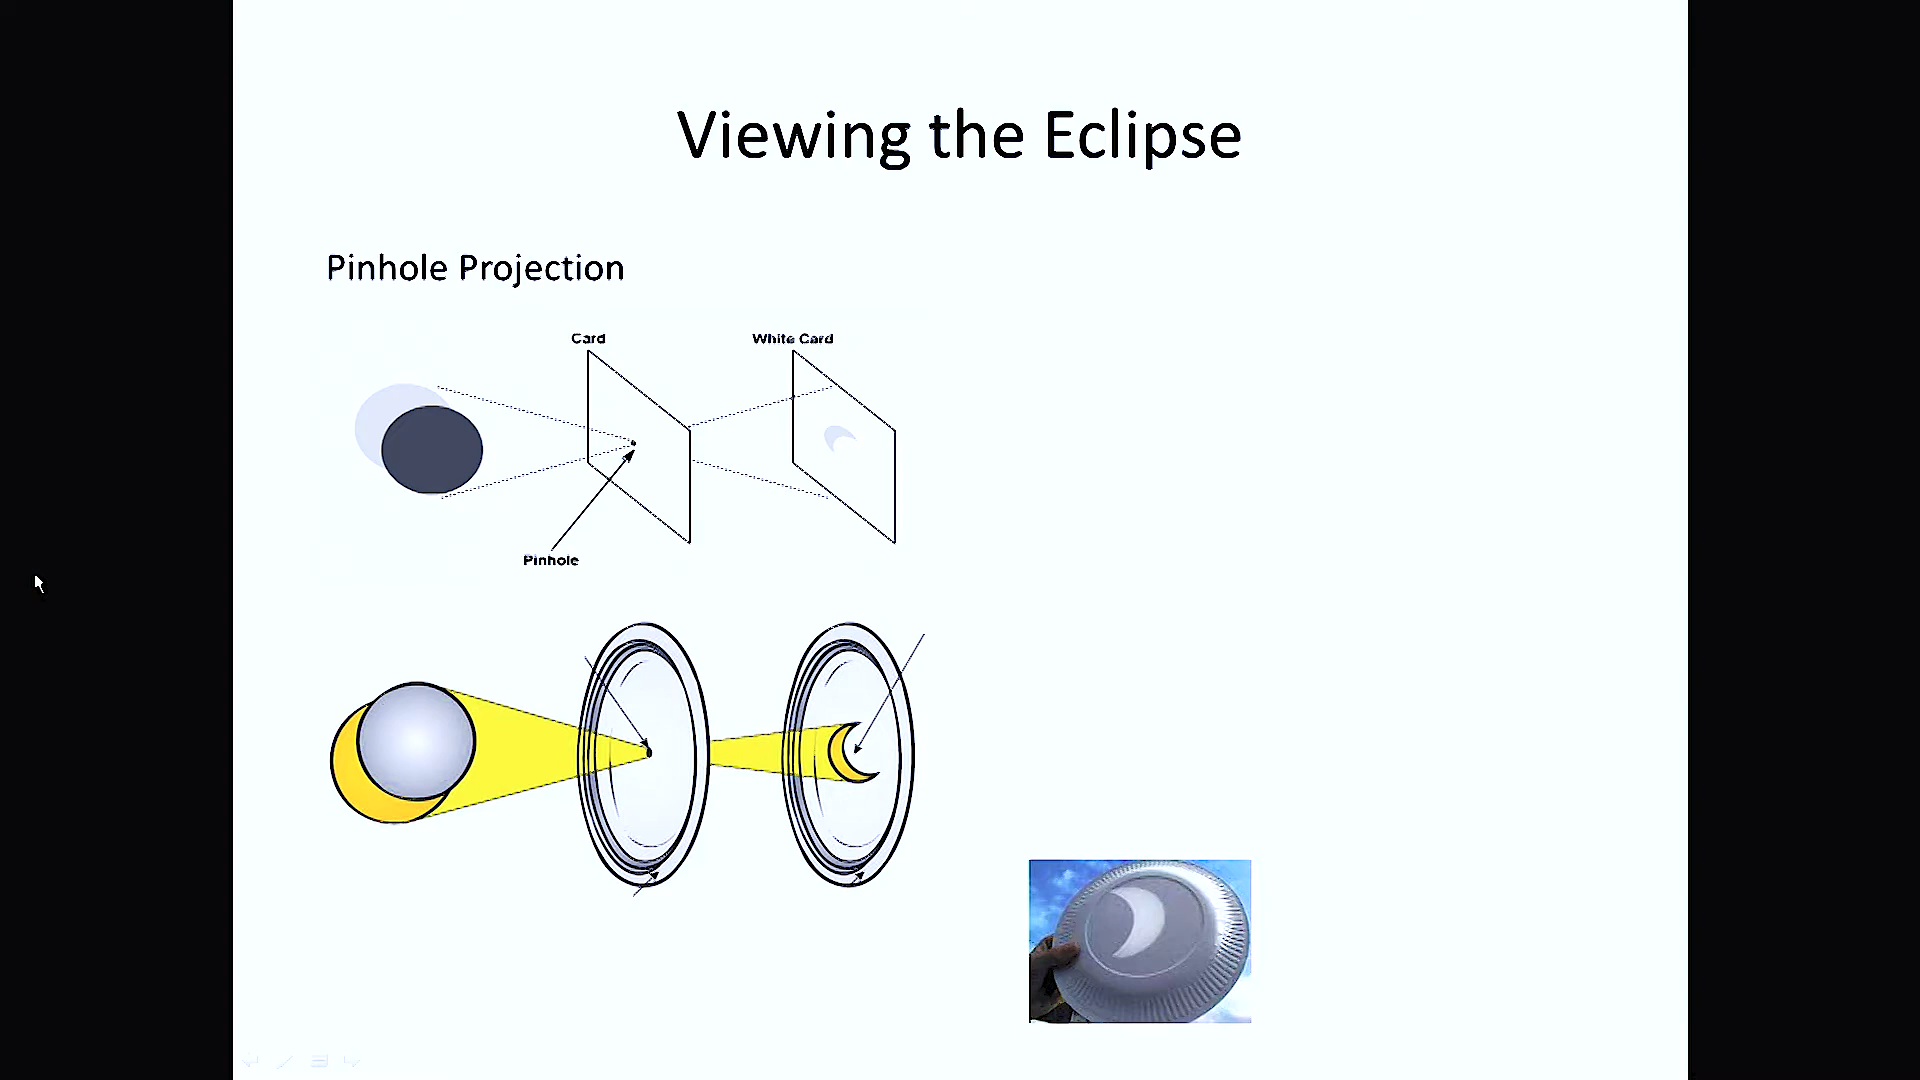 Viewing the Eclipse
Pinhole Projection
Card
White Card
Pinhole